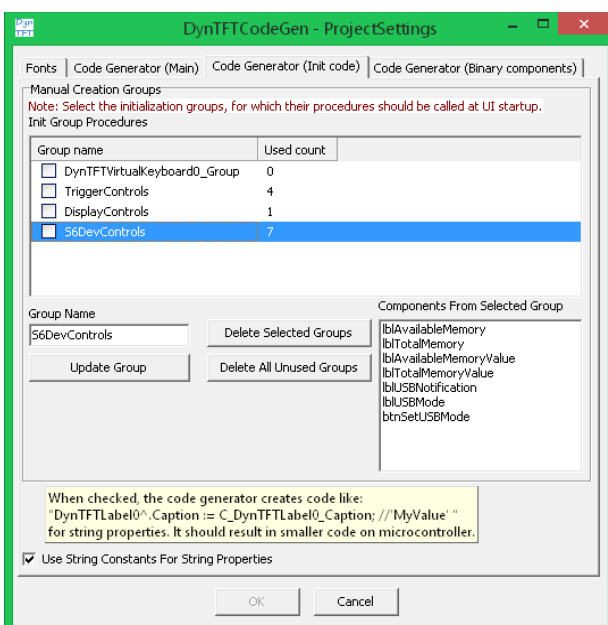 Dyn
TFT
DynTFTCodeGen - ProjectSettings
Fonts
Code Generator (Main)
Code Generator (Init code)
Code Generator (Binary components)
Manual Creation Groups
Note: Select the initialization groups, for which their procedures should be called at UI startup.
Init Group Procedures
Group name Used count
DynTFTVirtualKeyboard0_Group 0
TriggerControls 4
DisplayControls 1
S6DevControls 7
Group Name
S6DevControls
Update Group
Delete Selected Groups
Delete All Unused Groups
Components From Selected Group
lblAvailableMemory
lblTotalMemory
lblAvailableMemoryValue
lblTotalMemoryValue
lblUSBNotification
lblUSBMode
btnSetUSBMode
When checked, the code generator creates code like:
"DynTFTLabel0^.Caption := C_DynTFTLabel0_Caption; //'MyValue' "
for string properties. It should result in smaller code on microcontroller.
Use String Constants For String Properties
OK
Cancel